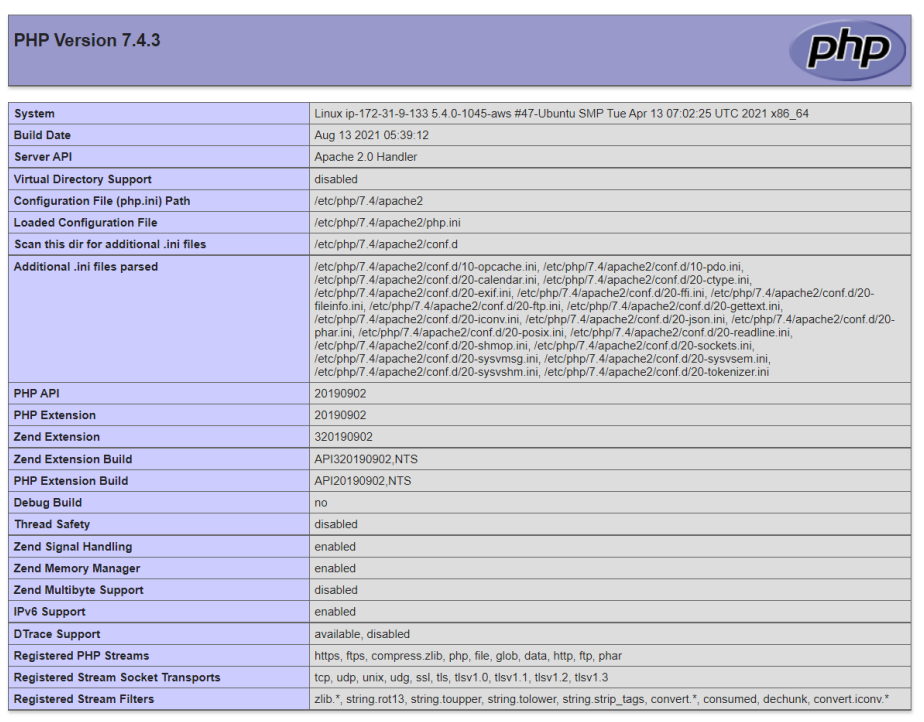 PHP Version 7.4.3
php
System Linux ip-172-31-9-133 5.4.0-1045-aws #47-Ubuntu SMP Tue Apr 13 07:02:25 UTC 2021 x86_64
Build Date Aug 13 2021 05:39:12
Server API Apache 2.0 Handler
Virtual Directory Support disabled
Configuration File (php.ini) Path /etc/php/7.4/apache2
Loaded Configuration File /etc/php/7.4/apache2/php.ini
Scan this dir for additional .ini files /etc/php/7.4/apache2/conf.d
Additional .ini files parsed /etc/php/7.4/apache2/conf.d/10-opcache.ini, /etc/php/7.4/apache2/conf.d/10-pdo.ini,
/etc/php/7.4/apache2/conf.d/20-calendar.ini, /etc/php/7.4/apache2/conf.d/20-ctype.ini,
/etc/php/7.4/apache2/conf.d/20-exif.ini, /etc/php/7.4/apache2/conf.d/20-ffi.ini, /etc/php/7.4/apache2/conf.d/20-
fileinfo.ini, /etc/php/7.4/apache2/conf.d/20-ftp.ini, /etc/php/7.4/apache2/conf.d/20-gettext.ini,
/etc/php/7.4/apache2/conf.d/20-iconv.ini, /etc/php/7.4/apache2/conf.d/20-json.ini, /etc/php/7.4/apache2/conf.d/20-
phar.ini, /etc/php/7.4/apache2/conf.d/20-posix.ini, /etc/php/7.4/apache2/conf.d/20-readline.ini,
/etc/php/7.4/apache2/conf.d/20-shmop.ini, /etc/php/7.4/apache2/conf.d/20-sockets.ini,
/etc/php/7.4/apache2/conf.d/20-sysvmsg.ini, /etc/php/7.4/apache2/conf.d/20-sysvsem.ini,
/etc/php/7.4/apache2/conf.d/20-sysvshm.ini, /etc/php/7.4/apache2/conf.d/20-tokenizer.ini
PHP API 20190902
PHP Extension 20190902
Zend Extension 320190902
Zend Extension Build API320190902,NTS
PHP Extension Build API20190902,NTS
Debug Build no
Thread Safety disabled
Zend Signal Handling enabled
Zend Memory Manager enabled
Zend Multibyte Support disabled
IPv6 Support enabled
DTrace Support available, disabled
Registered PHP Streams https, ftps, compress.zlib, php, file, glob, data, http, ftp, phar
Registered Stream Socket Transports tcp, udp, unix, udg, ssl, tls, tlsv1.0, tlsv1.1, tlsv1.2, tlsv1.3
Registered Stream Filters zlib.*, string.rot13, string.toupper, string.tolower, string.strip_tags, convert.*, consumed, dechunk, convert.iconv.*